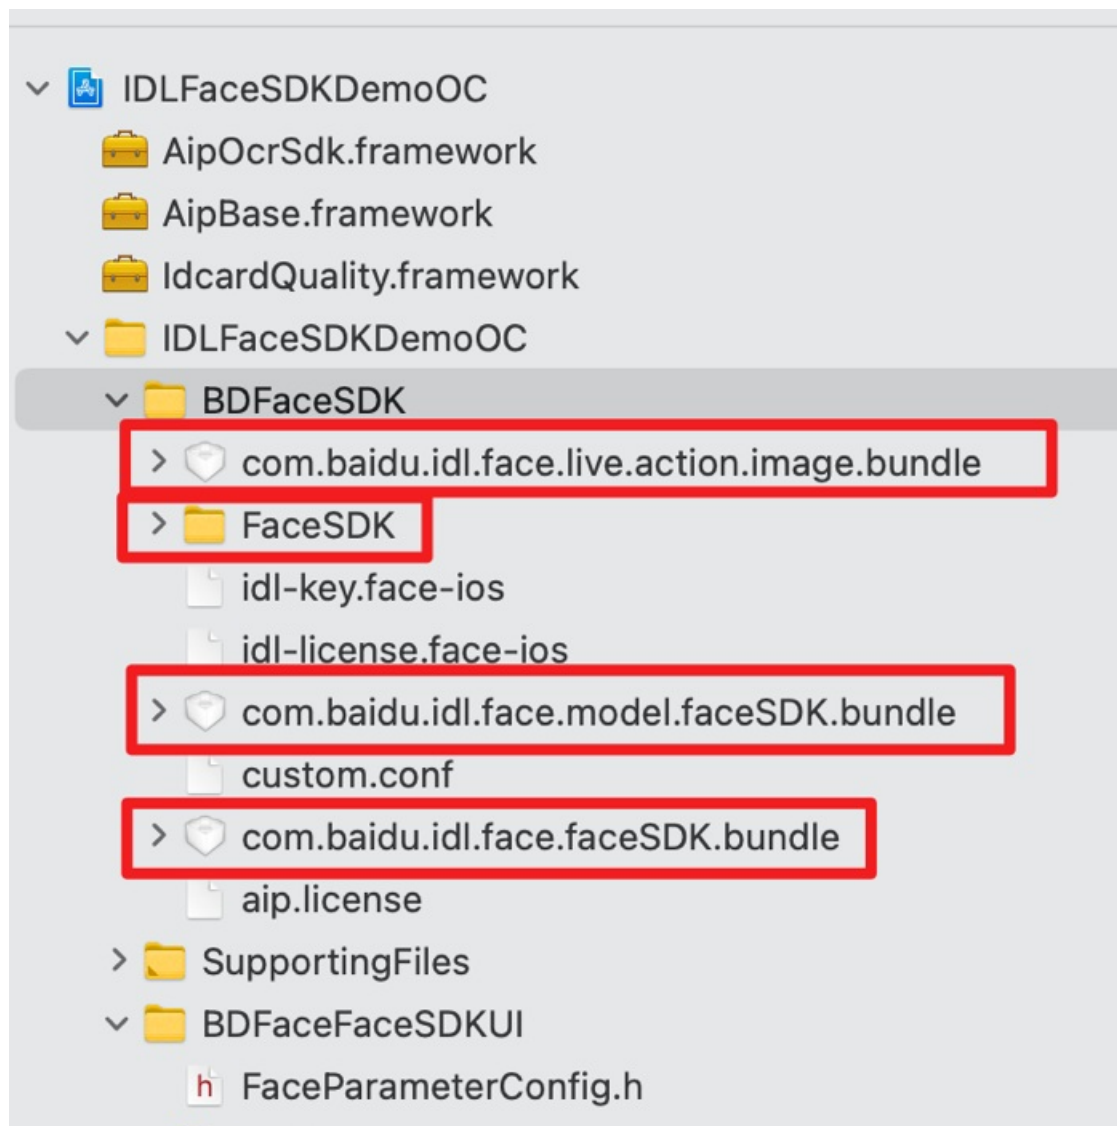 IDLFaceSDKDemoOC
AipOcrSdk.framework
AipBase.framework
IdcardQuality.framework
IDLFaceSDKDemoOC
BDFaceSDK
com.baidu.idl.face.live.action.image.bundle
FaceSDK
idl-key.face-ios
idl-license.face-ios
com.baidu.idl.face.model.faceSDK.bundle
custom.conf
com.baidu.idl.face.faceSDK.bundle
aip.license
SupportingFiles
BDFaceFaceSDKUI
h FaceParameterConfig.h